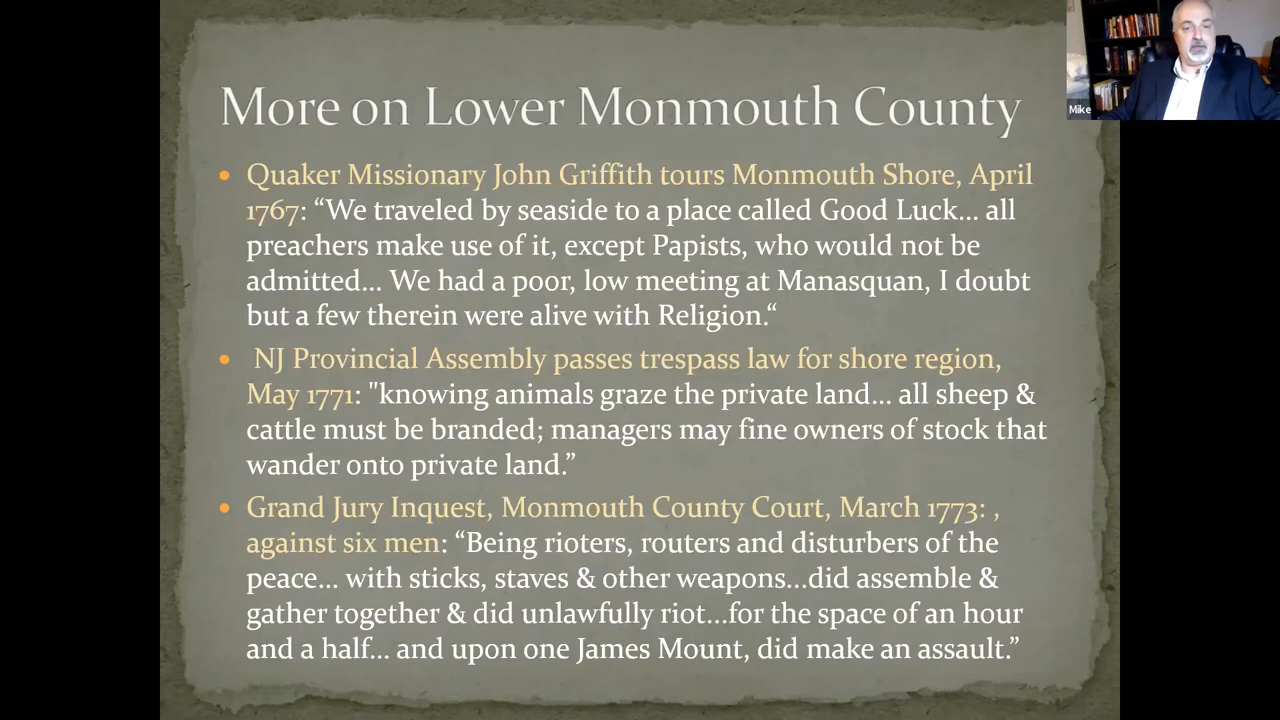 More on Lower Monmouth County
Mike
• Quaker Missionary John Griffith tours Monmouth Shore, April
1767: “We traveled by seaside to a place called Good Luck… all
preachers make use of it, except Papists, who would not be
admitted… We had a poor, low meeting at Manasquan, I doubt
but a few therein were alive with Religion.“
• NJ Provincial Assembly passes trespass law for shore region,
May 1771: "knowing animals graze the private land… all sheep &
cattle must be branded; managers may fine owners of stock that
wander onto private land.”
• Grand Jury Inquest, Monmouth County Court, March 1773: ,
against six men: “Being rioters, routers and disturbers of the
peace… with sticks, staves & other weapons…did assemble &
gather together & did unlawfully riot…for the space of an hour
and a half… and upon one James Mount, did make an assault.”